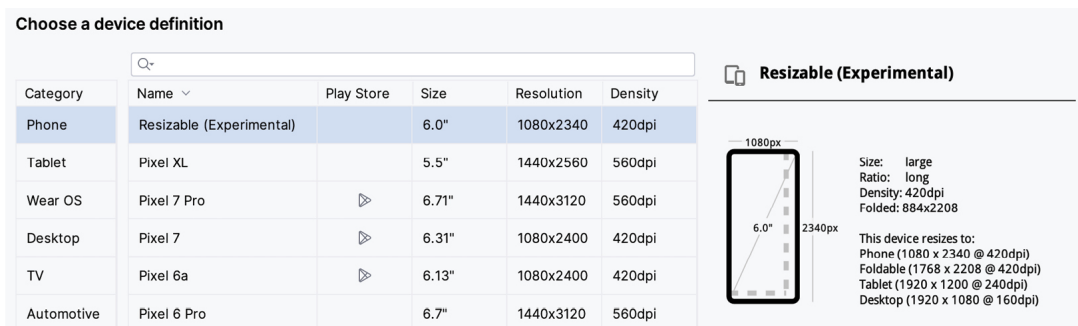 Choose a device definition
Category
Phone
Tablet
Wear OS
Desktop
TV
Automotive
Name Play Store Size Resolution Density
Resizable (Experimental) 6.0" 1080x2340 420dpi
Pixel XL 5.5" 1440x2560 560dpi
Pixel 7 Pro 6.71" 1440x3120 560dpi
Pixel 7 6.31" 1080x2400 420dpi
Pixel 6a 6.13" 1080x2400 420dpi
Pixel 6 Pro 6.7" 1440x3120 560dpi
Resizable (Experimental)
1080px
6.0"
2340px
Size: large
Ratio: long
Density: 420dpi
Folded: 884x2208
This device resizes to:
Phone (1080 x 2340 @ 420dpi)
Foldable (1768 x 2208 @ 420dpi)
Tablet (1920 x 1200 @ 240dpi)
Desktop (1920 x 1080 @ 160dpi)